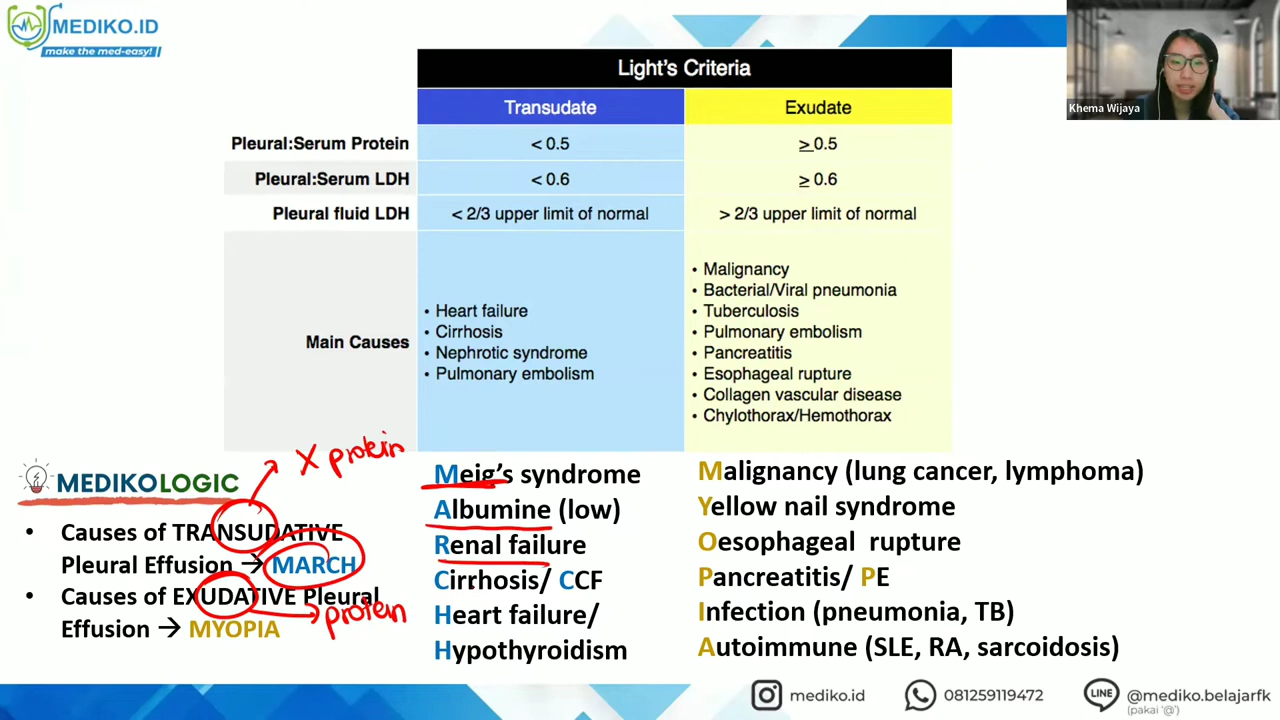 MEDIKO.ID
make the med-easy!
Khema Wijaya
Light's Criteria
Transudate Exudate
Pleural:Serum Protein < 0.5 ≥ 0.5
Pleural:Serum LDH < 0.6 ≥ 0.6
Pleural fluid LDH < 2/3 upper limit of normal > 2/3 upper limit of normal
Main Causes
• Heart failure
• Cirrhosis
• Nephrotic syndrome
• Pulmonary embolism
• Malignancy
• Bacterial/Viral pneumonia
• Tuberculosis
• Pulmonary embolism
• Pancreatitis
• Esophageal rupture
• Collagen vascular disease
• Chylothorax/Hemothorax
X protein
MEDIKOLOGIC
• Causes of TRANSUDATIVE
Pleural Effusion → MARCH
• Causes of EXUDATIVE Pleural
Effusion → MYOPIA
protein
Meig's syndrome
Albumine (low)
Renal failure
Cirrhosis/ CCF
Heart failure/
Hypothyroidism
Malignancy (lung cancer, lymphoma)
Yellow nail syndrome
Oesophageal rupture
Pancreatitis/ PE
Infection (pneumonia, TB)
Autoimmune (SLE, RA, sarcoidosis)
mediko.id
081259119472
LINE
@mediko.belajarfk
(pakai '@')